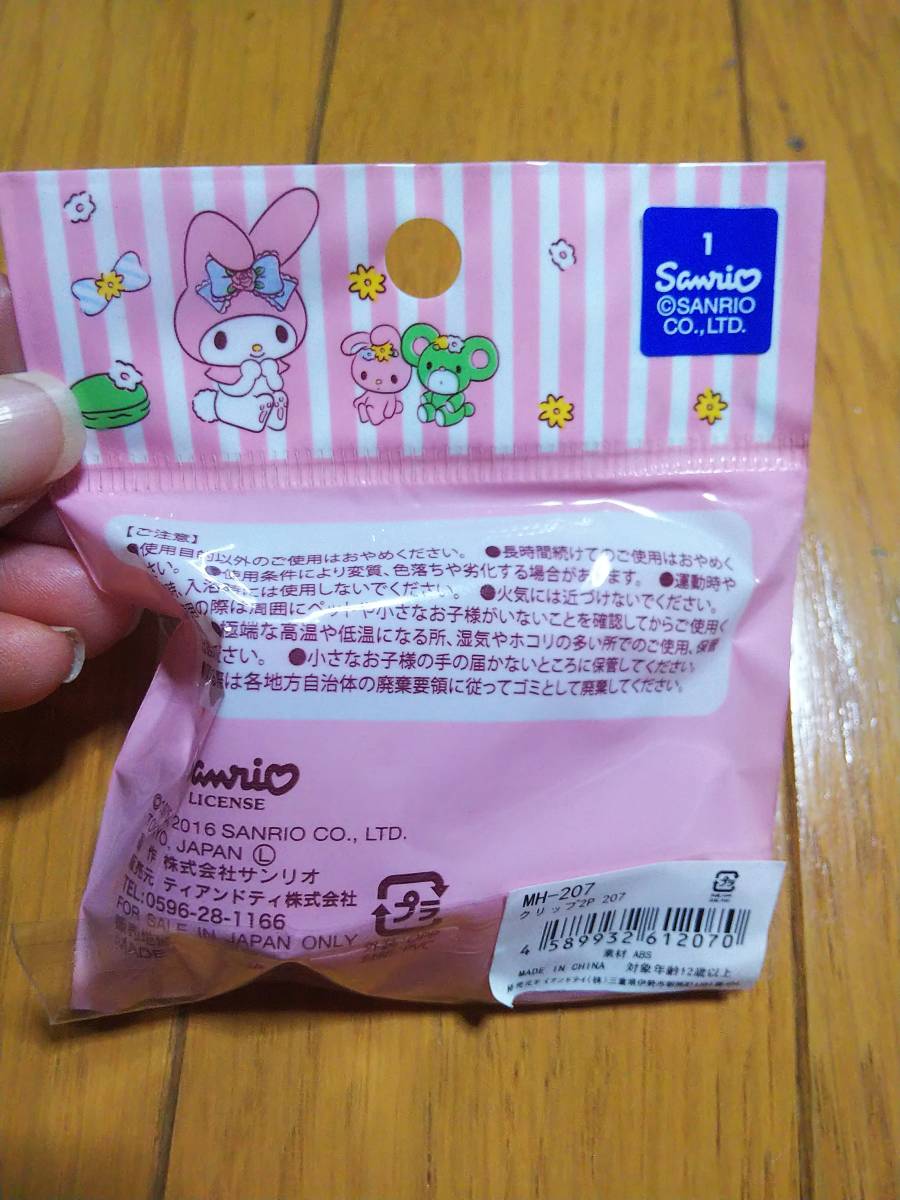 1
Sanrio
©SANRIO
CO.,LTD.
【ご注意】
●使用目的以外のご使用はおやめください。 ●長時間続けてのご使用はおやめく
さい。 ●使用条件により変質、色落ちや劣化する場合があります。 ●運動時や
、入浴時には使用しないでください。 ●火気には近づけないでください。
の際は周囲にペットや小さなお子様がいないことを確認してからご使用く
●極端な高温や低温になる所、湿気やホコリの多い所でのご使用、保管
ださい。 ●小さなお子様の手の届かないところに保管してください。
は各地方自治体の廃棄要領に従ってゴミとして廃棄してください。
anrio
LICENSE
2016 SANRIO CO., LTD.
TOKYO, JAPAN Ⓛ
作 株式会社サンリオ
販売元 ティアンドティ株式会社
TEL:0596-28-1166
FOR SALE IN JAPAN ONLY
MADE
プラ
MH-207
クリップ2P 207
4 589932 612070
素材 ABS
MADE IN CHINA 対象年齢12歳以上